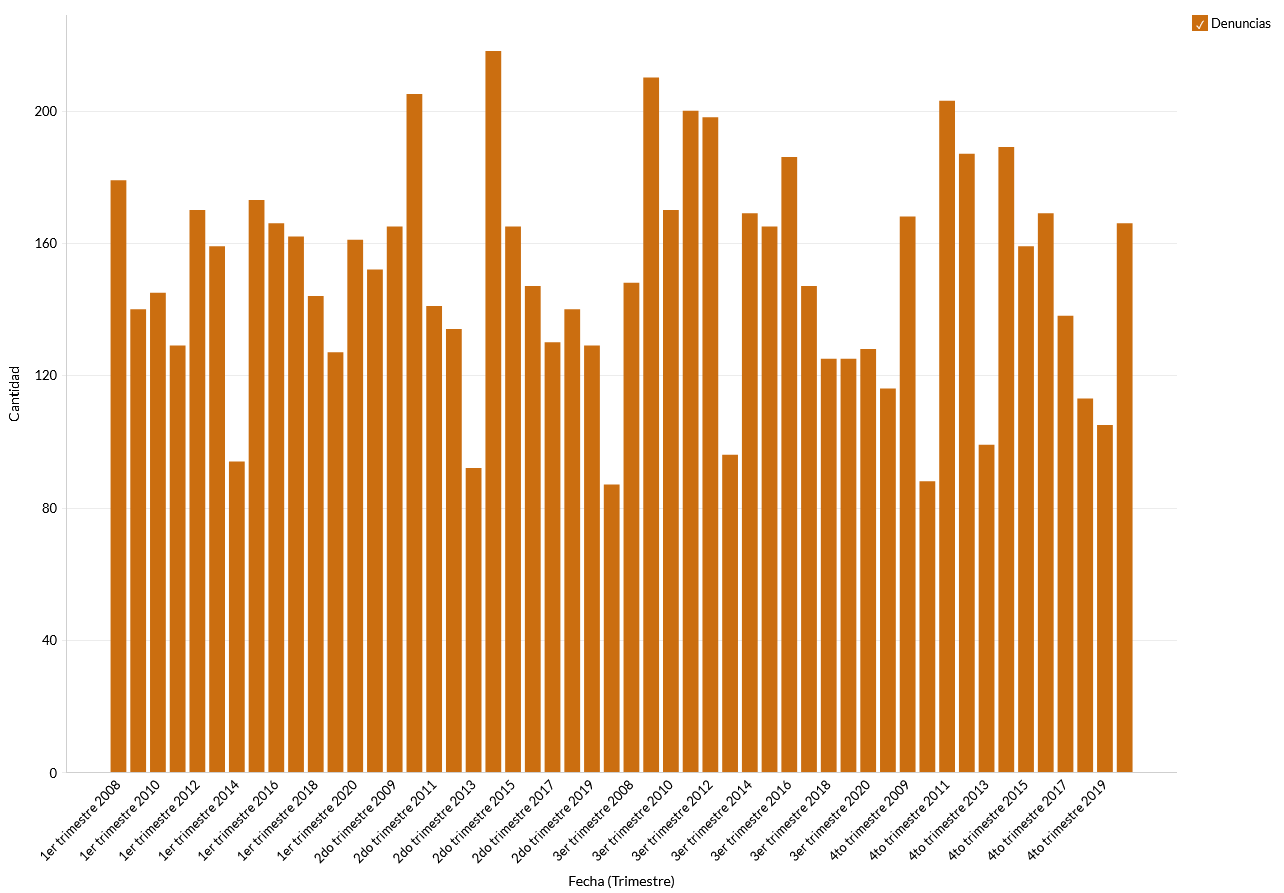 Denuncias
Cantidad
200
160
120
80
40
0
1er trimestre 2008
1er trimestre 2010
1er trimestre 2012
1er trimestre 2014
1er trimestre 2016
1er trimestre 2018
1er trimestre 2020
2do trimestre 2009
2do trimestre 2011
2do trimestre 2013
2do trimestre 2015
2do trimestre 2017
2do trimestre 2019
3er trimestre 2008
3er trimestre 2010
3er trimestre 2012
3er trimestre 2014
3er trimestre 2016
3er trimestre 2018
3er trimestre 2020
4to trimestre 2009
4to trimestre 2011
4to trimestre 2013
4to trimestre 2015
4to trimestre 2017
4to trimestre 2019
Fecha (Trimestre)